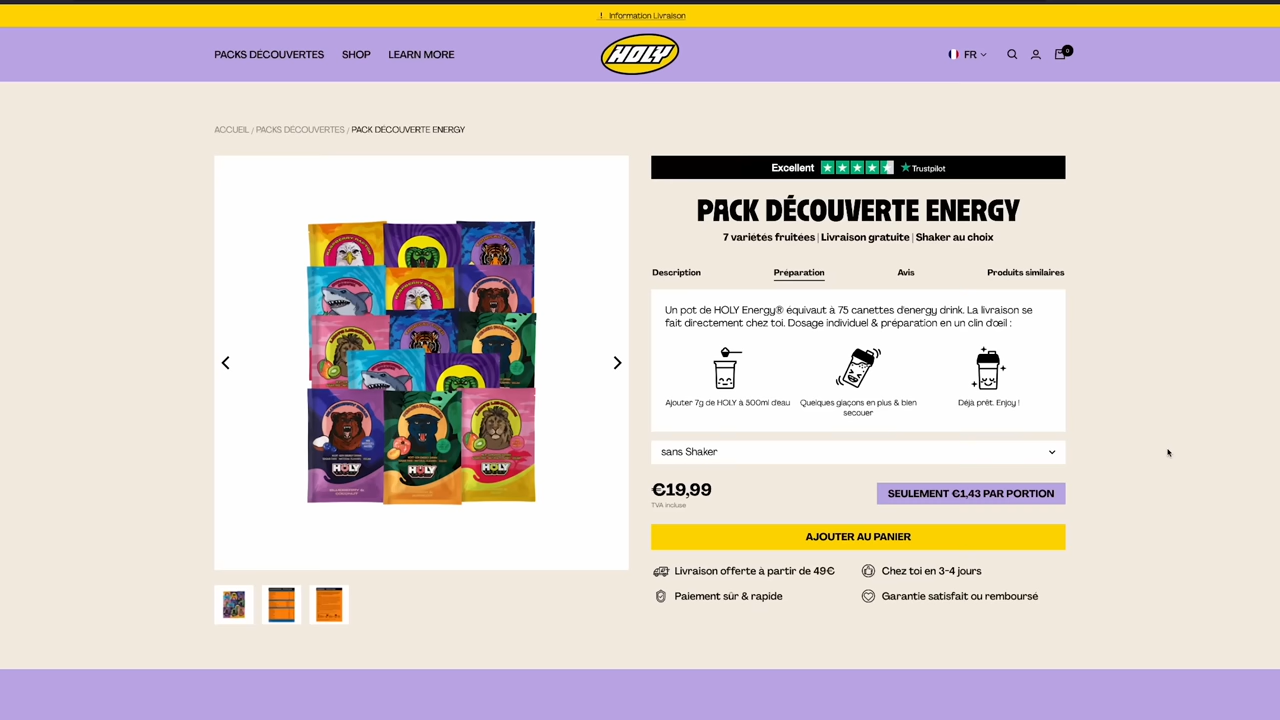 ! Information Livraison
PACKS DÉCOUVERTES SHOP LEARN MORE
HOLY
FR
0
ACCUEIL / PACKS DÉCOUVERTES / PACK DÉCOUVERTE ENERGY
Excellent Trustpilot
PACK DÉCOUVERTE ENERGY
7 variétés fruitées | Livraison gratuite | Shaker au choix
Description Préparation Avis Produits similaires
Un pot de HOLY Energy® équivaut à 75 canettes d'energy drink. La livraison se
fait directement chez toi. Dosage individuel & préparation en un clin d'œil :
Ajouter 7g de HOLY à 500ml d'eau
Quelques glaçons en plus & bien
secouer
Déjà prêt. Enjoy !
HOLY HOLY HOLY
sans Shaker
€19,99
TVA incluse
SEULEMENT €1,43 PAR PORTION
AJOUTER AU PANIER
Livraison offerte à partir de 49€
Chez toi en 3-4 jours
Paiement sûr & rapide
Garantie satisfait ou remboursé